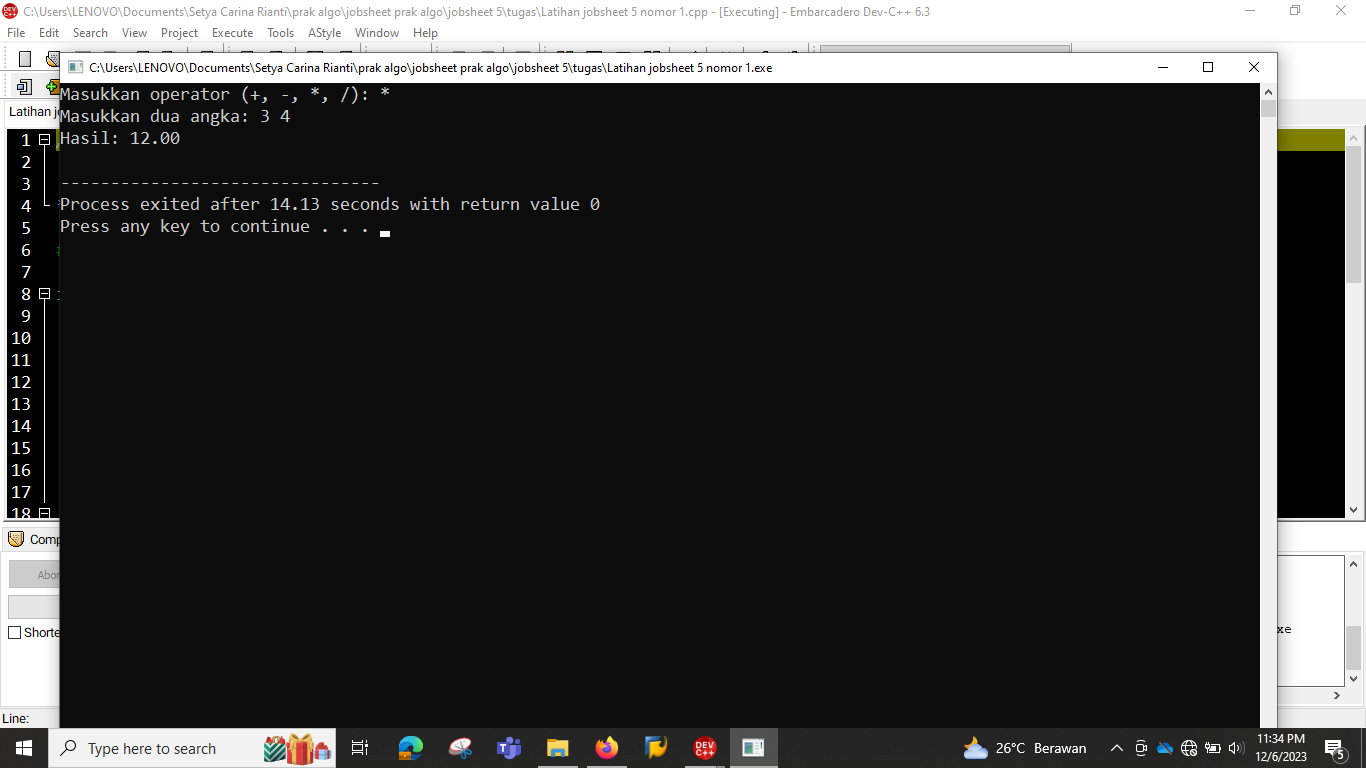 C:\Users\LENOVO\Documents\Setya Carina Rianti\prak algo\jobsheet prak algo\jobsheet 5\tugas\Latihan jobsheet 5 nomor 1.cpp - [Executing] - Embarcadero Dev-C++ 6.3
File Edit Search View Project Execute Tools AStyle Window Help
C:\Users\LENOVO\Documents\Setya Carina Rianti\prak algo\jobsheet prak algo\jobsheet 5\tugas\Latihan jobsheet 5 nomor 1.exe
Masukkan operator (+, -, *, /): *
Latihan
Masukkan dua angka: 3 4
1 Hasil: 12.00
2
3 --------------------------------
4 Process exited after 14.13 seconds with return value 0
5 Press any key to continue . . .
6 #
7
8
9
10
11
12
13
14
15
16
17
18
Comp
Abor
Shorte
xe
Line:
Type here to search
DEV C++
26°C Berawan
11:34 PM
12/6/2023
5